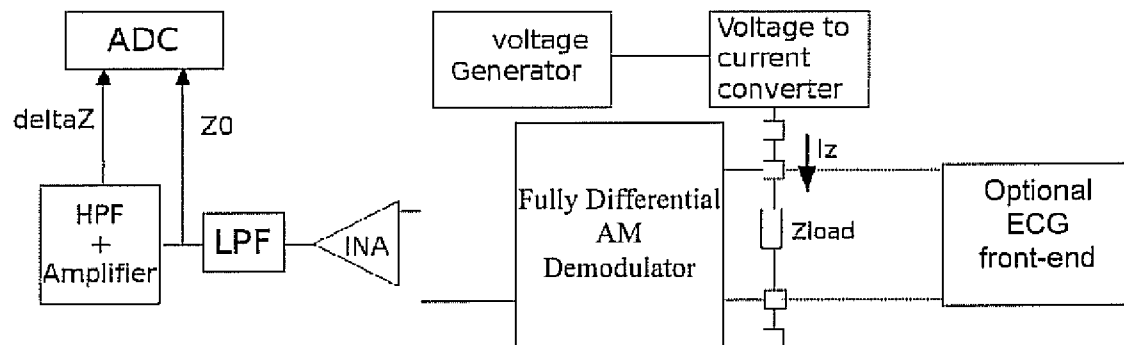 ADC
voltage
Generator
Voltage to
current
converter
deltaZ
Z0
Iz
HPF
+
Amplifier
LPF
INA
Fully Differential
AM
Demodulator
Zload
Optional
ECG
front-end